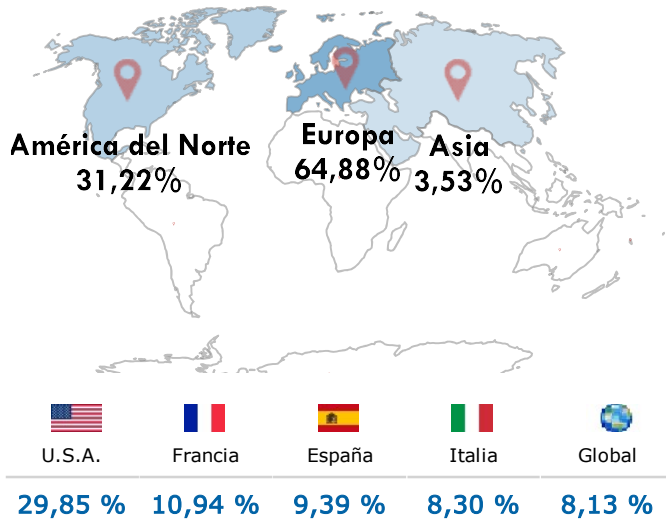 América del Norte
31,22%
Europa
64,88%
Asia
3,53%
U.S.A. Francia España Italia Global
29,85 % 10,94 % 9,39 % 8,30 % 8,13 %